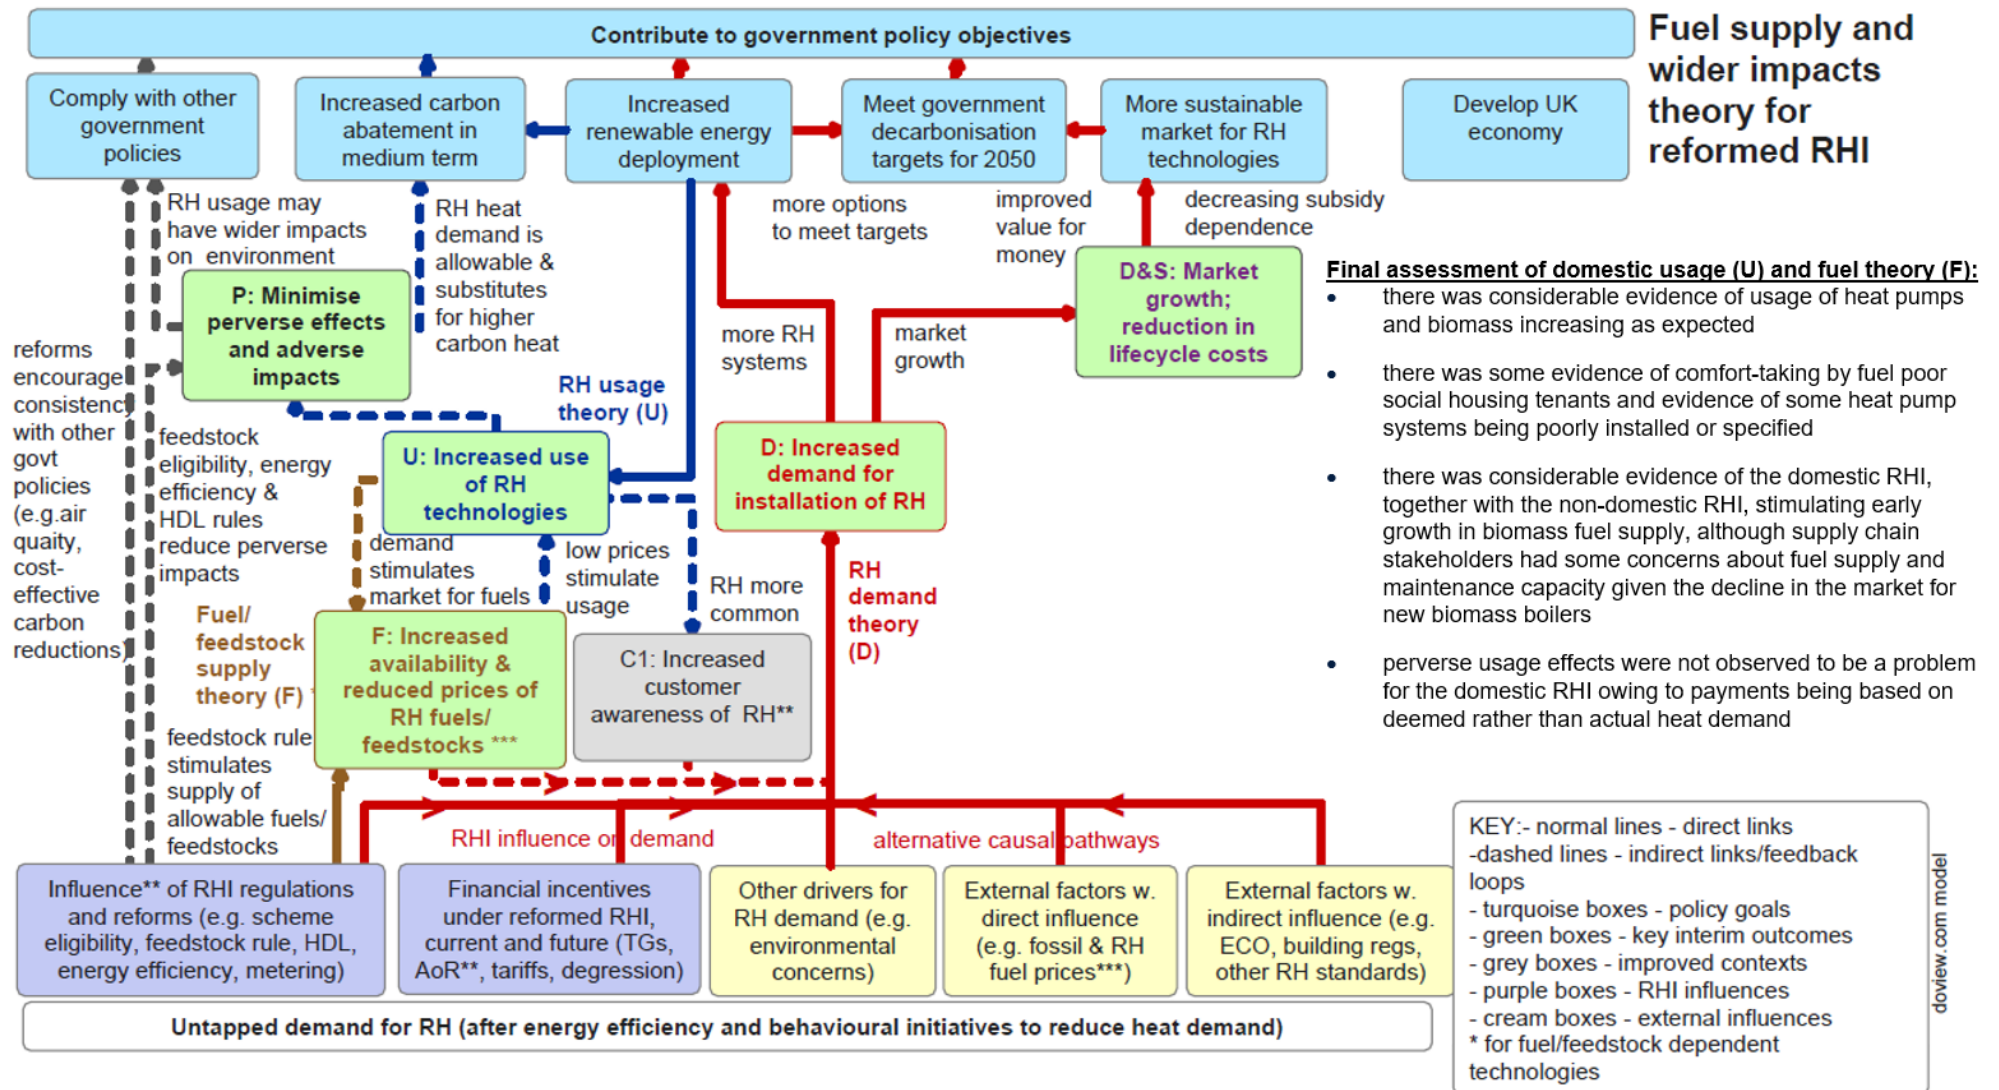 Contribute to government policy objectives
Fuel supply and
wider impacts
theory for
reformed RHI
Comply with other
government
policies
Increased carbon
abatement in
medium term
Increased
renewable energy
deployment
Meet government
decarbonisation
targets for 2050
More sustainable
market for RH
technologies
Develop UK
economy
RH usage may
have wider impacts
on environment
RH heat
demand is
allowable &
substitutes
for higher
carbon heat
more options
to meet targets
improved
value for
money
decreasing subsidy
dependence
P: Minimise
perverse effects
and adverse
impacts
D&S: Market
growth;
reduction in
lifecycle costs
more RH
systems
market
growth
reforms
encourage
consistency
with other
govt
policies
(e.g.air
quaity,
cost-
effective
carbon
reductions)
RH usage
theory (U)
feedstock
eligibility, energy
efficiency &
HDL rules
reduce perverse
impacts
U: Increased use
of RH
technologies
D: Increased
demand for
installation of RH
demand
stimulates
market for fuels
low prices
stimulate
usage
RH more
common
RH
demand
theory
(D)
Fuel/
feedstock
supply
theory (F) *
F: Increased
availability &
reduced prices of
RH fuels/
feedstocks ***
C1: Increased
customer
awareness of RH**
feedstock rule
stimulates
supply of
allowable fuels/
feedstocks
RHI influence on demand
alternative causal pathways
Influence** of RHI regulations
and reforms (e.g. scheme
eligibility, feedstock rule, HDL,
energy efficiency, metering)
Financial incentives
under reformed RHI,
current and future (TGs,
AoR**, tariffs, degression)
Other drivers for
RH demand (e.g.
environmental
concerns)
External factors w.
direct influence
(e.g. fossil & RH
fuel prices***)
External factors w.
indirect influence (e.g.
ECO, building regs,
other RH standards)
Untapped demand for RH (after energy efficiency and behavioural initiatives to reduce heat demand)
Final assessment of domestic usage (U) and fuel theory (F):
• there was considerable evidence of usage of heat pumps
and biomass increasing as expected
• there was some evidence of comfort-taking by fuel poor
social housing tenants and evidence of some heat pump
systems being poorly installed or specified
• there was considerable evidence of the domestic RHI,
together with the non-domestic RHI, stimulating early
growth in biomass fuel supply, although supply chain
stakeholders had some concerns about fuel supply and
maintenance capacity given the decline in the market for
new biomass boilers
• perverse usage effects were not observed to be a problem
for the domestic RHI owing to payments being based on
deemed rather than actual heat demand
KEY:- normal lines - direct links
-dashed lines - indirect links/feedback
loops
- turquoise boxes - policy goals
- green boxes - key interim outcomes
- grey boxes - improved contexts
- purple boxes - RHI influences
- cream boxes - external influences
* for fuel/feedstock dependent
technologies
doview.com model